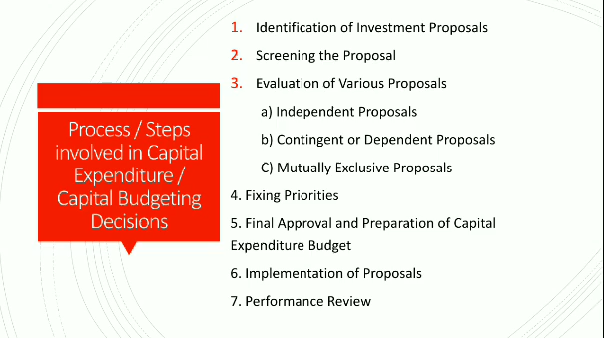 Process / Steps
involved in Capital
Expenditure /
Capital Budgeting
Decisions
1. Identification of Investment Proposals
2. Screening the Proposal
3. Evaluation of Various Proposals
a) Independent Proposals
b) Contingent or Dependent Proposals
C) Mutually Exclusive Proposals
4. Fixing Priorities
5. Final Approval and Preparation of Capital
Expenditure Budget
6. Implementation of Proposals
7. Performance Review